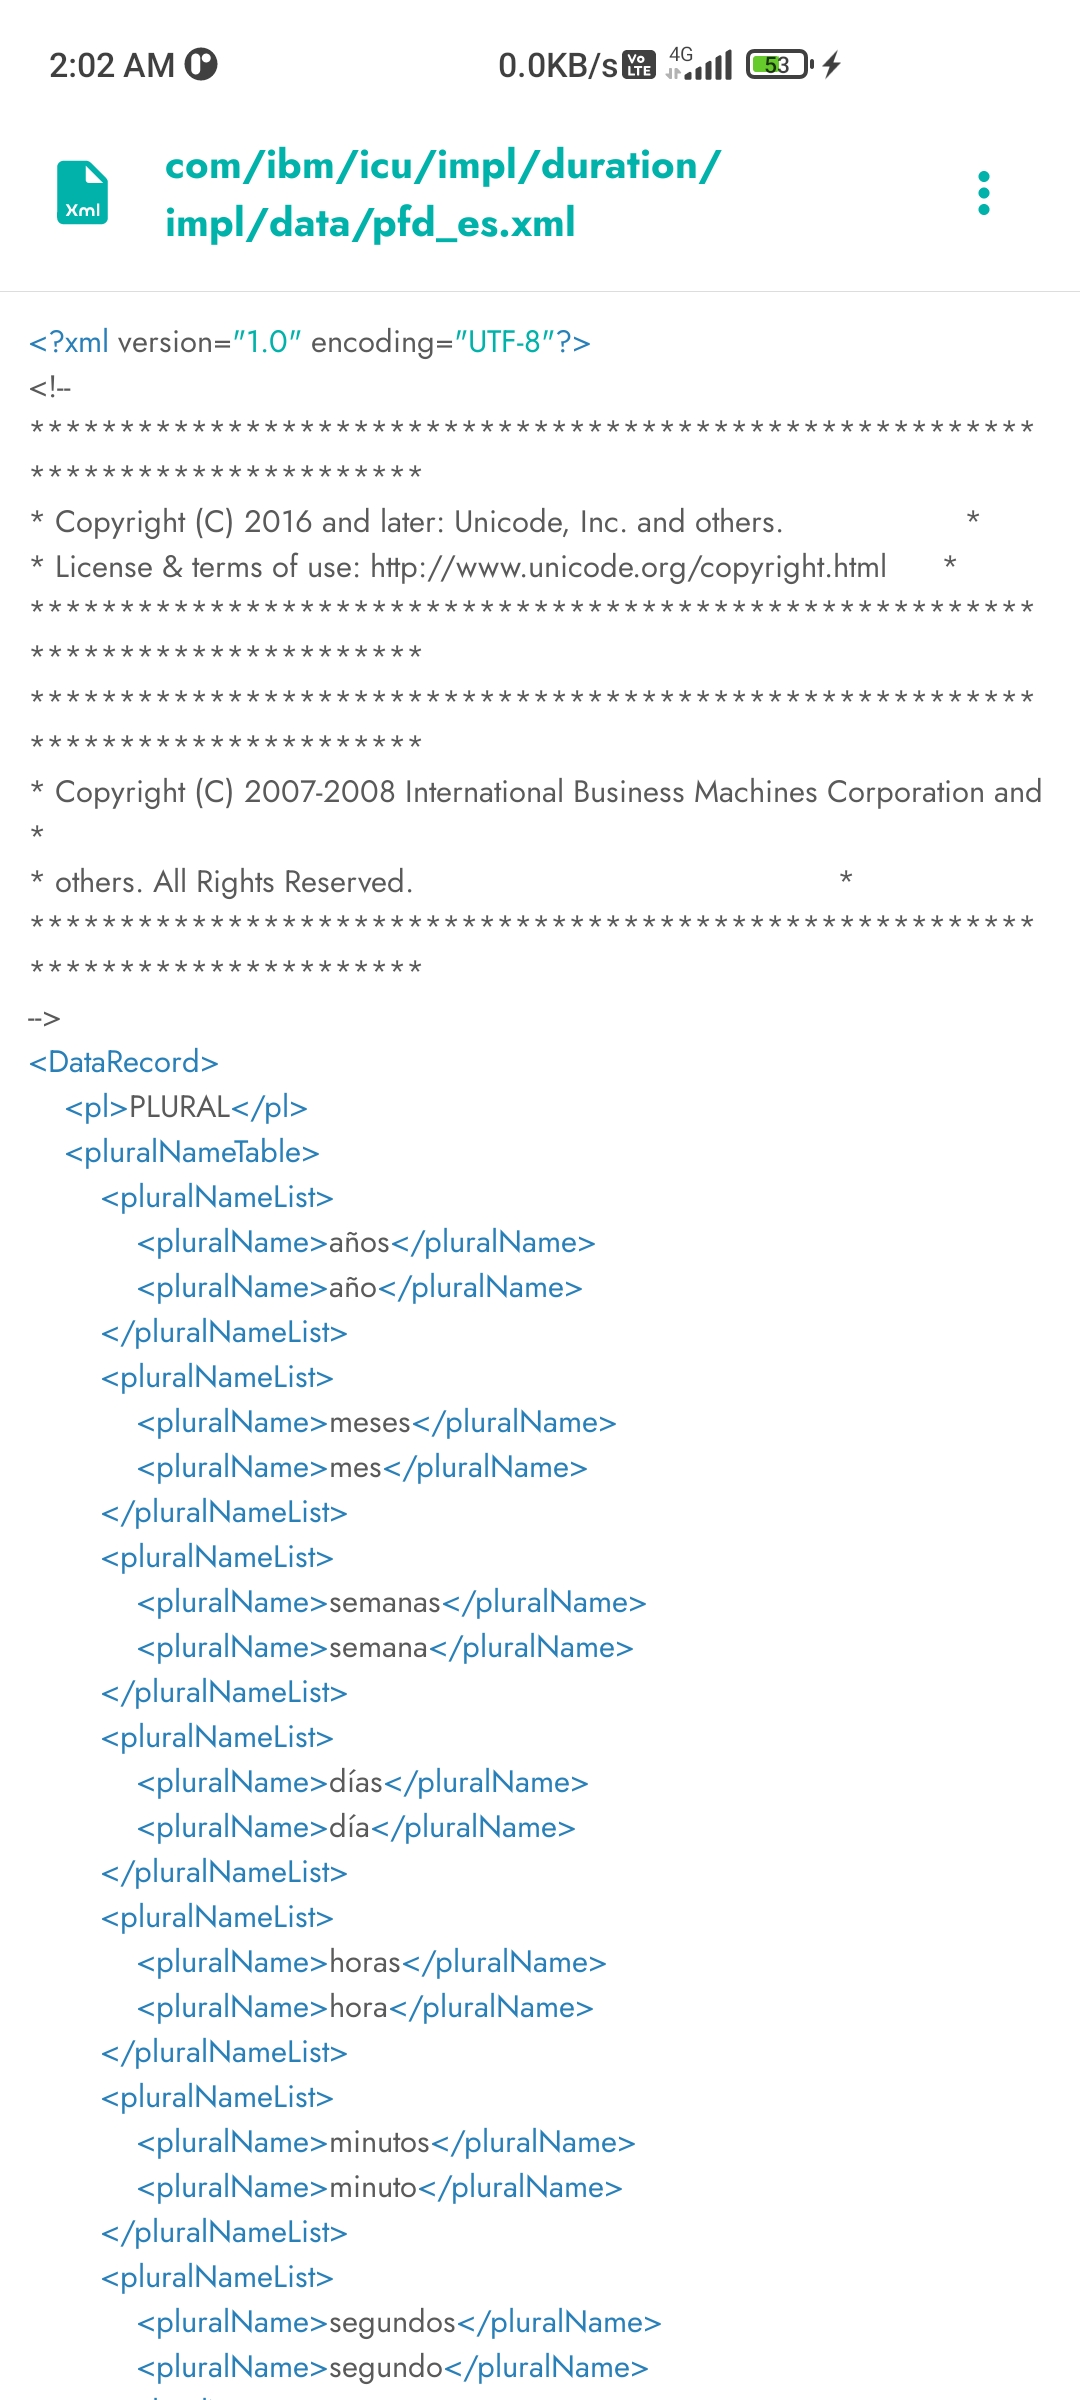 2:02 AM 0.0KB/s Vo LTE 4G 53
com/ibm/icu/impl/duration/
impl/data/pfd_es.xml
Xml
<?xml version="1.0" encoding="UTF-8"?>
<!--
********************************************************
**********************
* Copyright (C) 2016 and later: Unicode, Inc. and others. *
* License & terms of use: http://www.unicode.org/copyright.html *
********************************************************
**********************
********************************************************
**********************
* Copyright (C) 2007-2008 International Business Machines Corporation and
*
* others. All Rights Reserved. *
********************************************************
**********************
-->
<DataRecord>
<pl>PLURAL</pl>
<pluralNameTable>
<pluralNameList>
<pluralName>años</pluralName>
<pluralName>año</pluralName>
</pluralNameList>
<pluralNameList>
<pluralName>meses</pluralName>
<pluralName>mes</pluralName>
</pluralNameList>
<pluralNameList>
<pluralName>semanas</pluralName>
<pluralName>semana</pluralName>
</pluralNameList>
<pluralNameList>
<pluralName>días</pluralName>
<pluralName>día</pluralName>
</pluralNameList>
<pluralNameList>
<pluralName>horas</pluralName>
<pluralName>hora</pluralName>
</pluralNameList>
<pluralNameList>
<pluralName>minutos</pluralName>
<pluralName>minuto</pluralName>
</pluralNameList>
<pluralNameList>
<pluralName>segundos</pluralName>
<pluralName>segundo</pluralName>